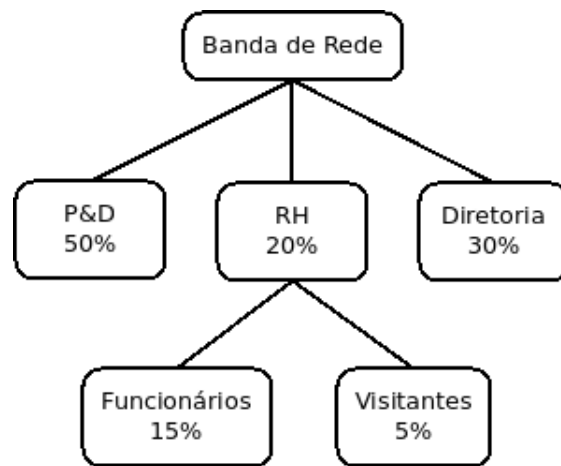 Banda de Rede
P&D
50%
RH
20%
Diretoria
30%
Funcionários
15%
Visitantes
5%